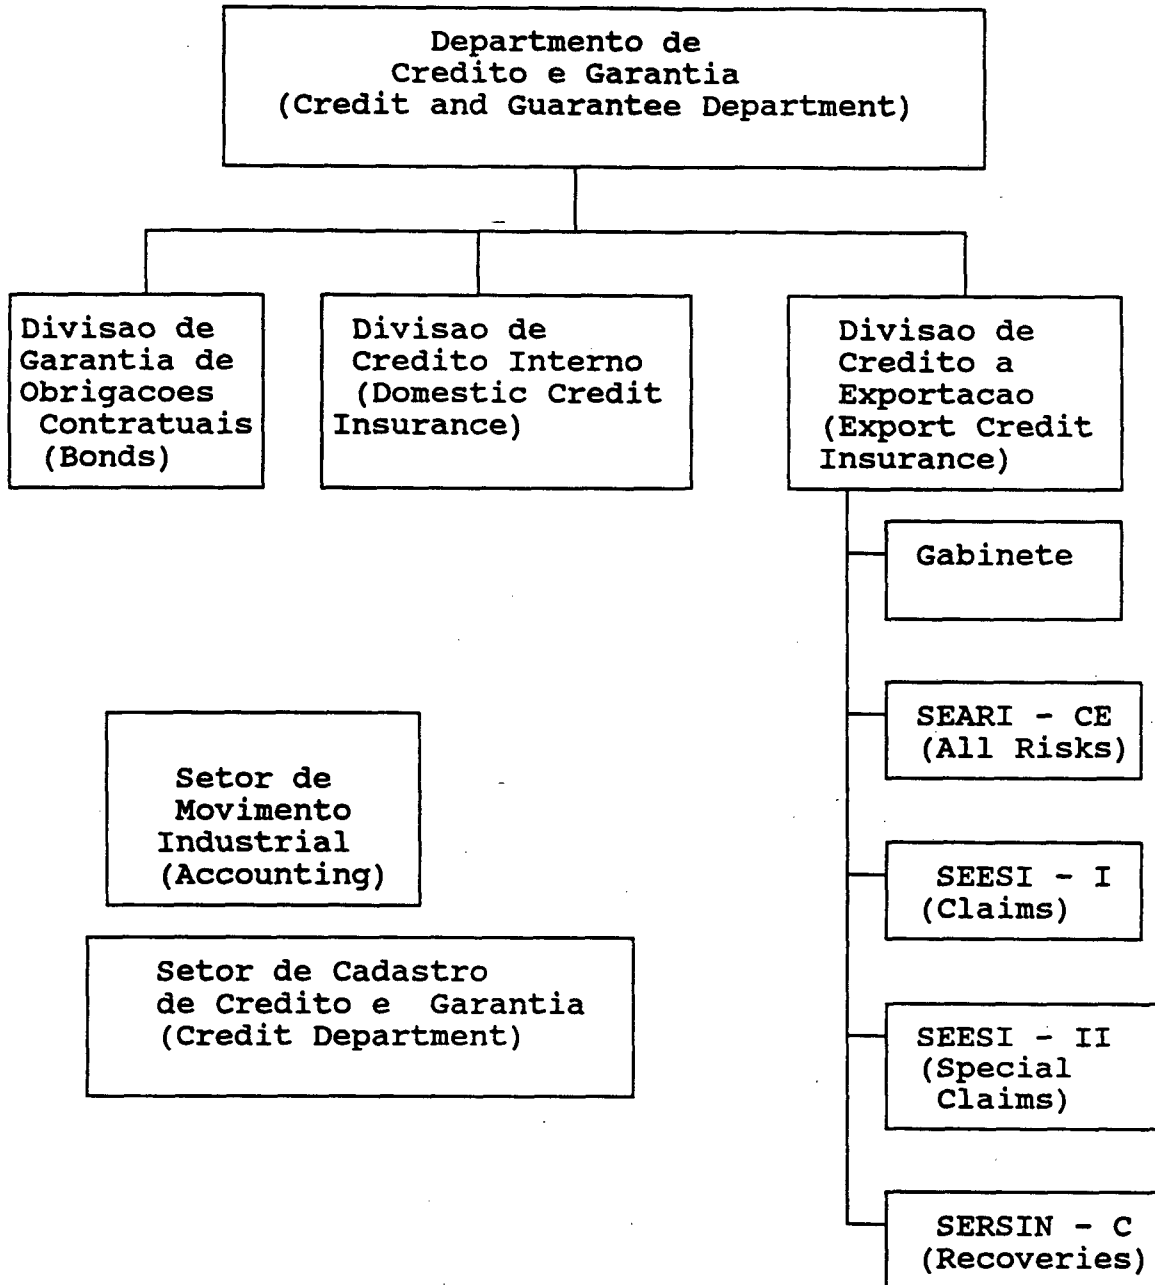 Departmento de
Credito e Garantia
(Credit and Guarantee Department)
Divisao de
Garantia de
Obrigacoes
Contratuais
(Bonds)
Divisao de
Credito Interno
(Domestic Credit
Insurance)
Divisao de
Credito a
Exportacao
(Export Credit
Insurance)
Gabinete
SEARI - CE
(All Risks)
SEESI - I
(Claims)
SEESI - II
(Special
Claims)
SERSIN - C
(Recoveries)
Setor de
Movimento
Industrial
(Accounting)
Setor de Cadastro
de Credito e Garantia
(Credit Department)